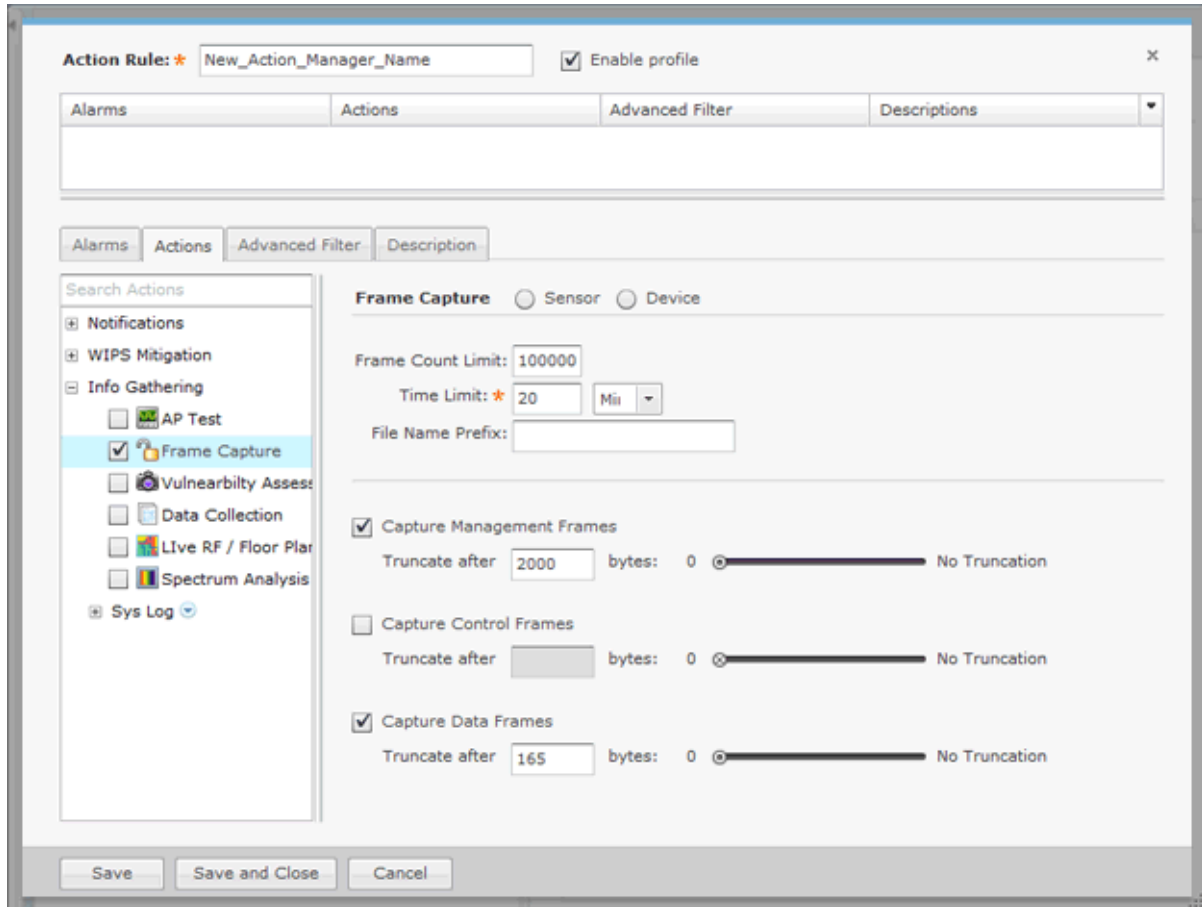 Action Rule: * New_Action_Manager_Name Enable profile
Alarms Actions Advanced Filter Descriptions
Alarms Actions Advanced Filter Description
Search Actions
Notifications
WIPS Mitigation
Info Gathering
AP Test
Frame Capture
Vulnearbilty Assess
Data Collection
LIve RF / Floor Plan
Spectrum Analysis
Sys Log
Frame Capture Sensor Device
Frame Count Limit: 100000
Time Limit: * 20 Min
File Name Prefix:
Capture Management Frames
Truncate after 2000 bytes: 0 No Truncation
Capture Control Frames
Truncate after bytes: 0 No Truncation
Capture Data Frames
Truncate after 165 bytes: 0 No Truncation
Save Save and Close Cancel